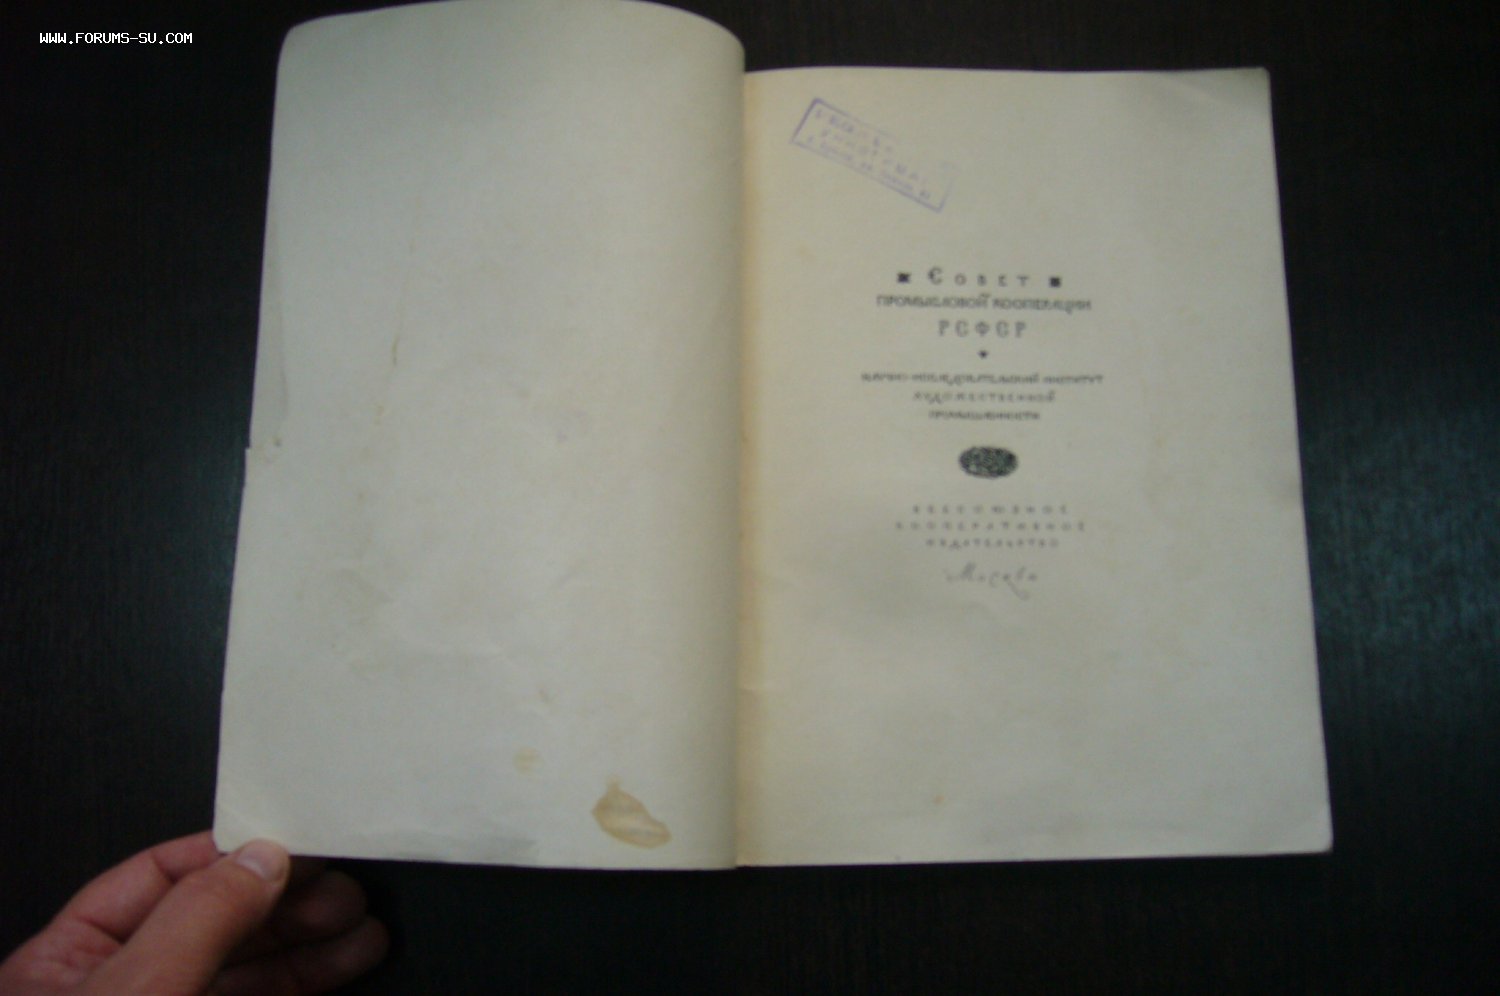 WWW.FORUMS-SU.COM
Совет
ПРОМЫСЛОВОЙ КООПЕРАЦИИ
РСФСР
НАУЧНО-ИССЛЕДОВАТЕЛЬСКИЙ ИНСТИТУТ
ХУДОЖЕСТВЕННОЙ
ПРОМЫШЛЕННОСТИ
ВСЕСОЮЗНОЕ
КООПЕРАТИВНОЕ
ИЗДАТЕЛЬСТВО
Москва